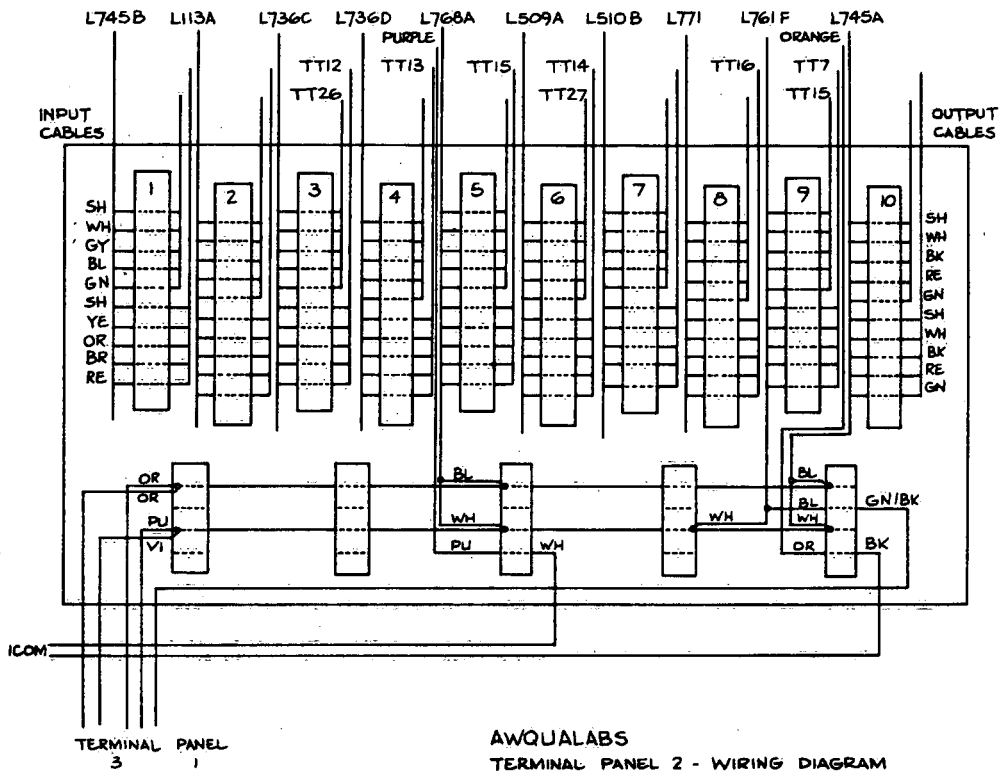 L745B L113A L736C L736D L768A L509A L510B L771 L761F L745A
PURPLE ORANGE
TT12 TT13 TT15 TT14 TT16 TT7
TT26 TT27 TT15
INPUT
CABLES
OUTPUT
CABLES
1 2 3 4 5 6 7 8 9 10
SH
WH
GY
BL
GN
SH
YE
OR
BR
RE
SH
WH
BK
RE
GN
SH
WH
BK
RE
GN
OR
OR
PU
VI
BL
WH
PU WH
WH
BL
BL GN/BK
WH
OR BK
ICOM
TERMINAL PANEL
3 1
AWQUALABS
TERMINAL PANEL 2 - WIRING DIAGRAM